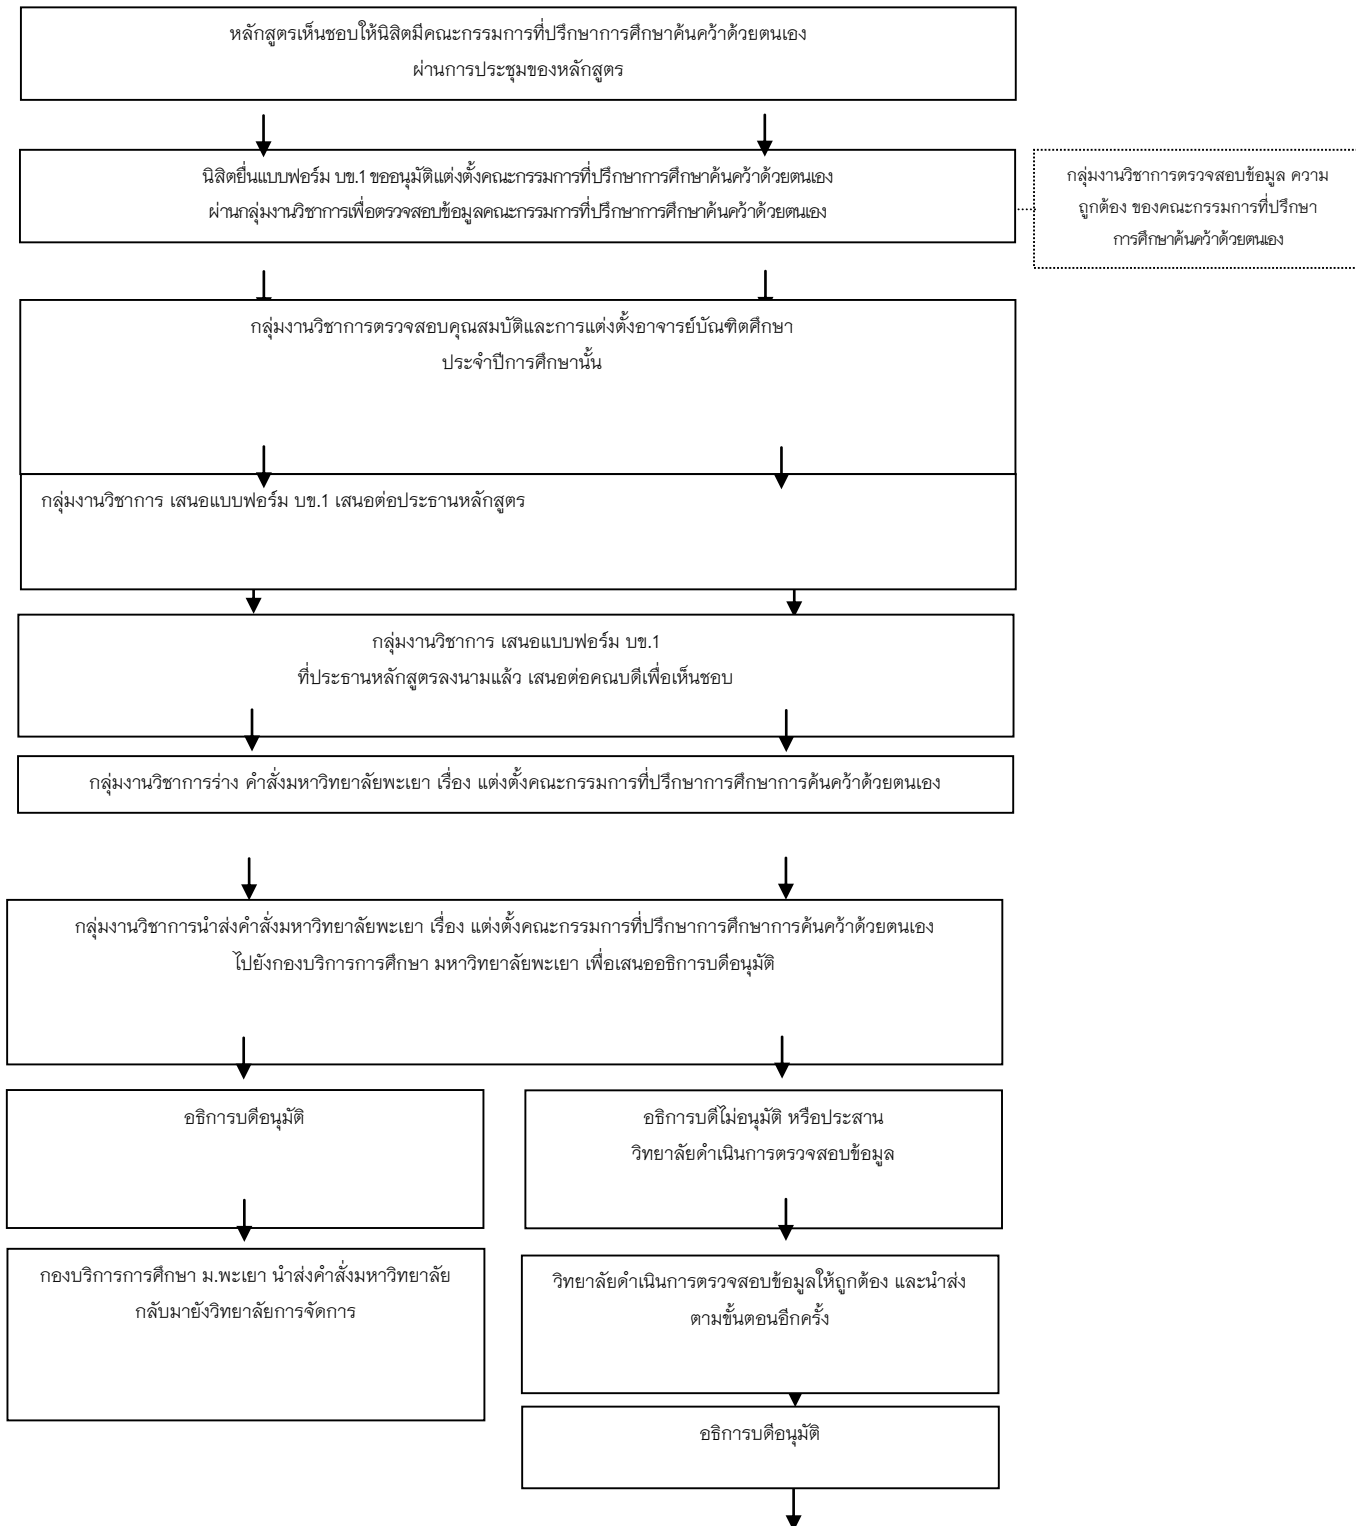 หลักสูตรเห็นชอบให้นิสิตมีคณะกรรมการที่ปรึกษาการศึกษาค้นคว้าด้วยตนเอง
ผ่านการประชุมของหลักสูตร
นิสิตยื่นแบบฟอร์ม บข.1 ขออนุมัติแต่งตั้งคณะกรรมการที่ปรึกษาการศึกษาค้นคว้าด้วยตนเอง
ผ่านกลุ่มงานวิชาการเพื่อตรวจสอบข้อมูลคณะกรรมการที่ปรึกษาการศึกษาค้นคว้าด้วยตนเอง
กลุ่มงานวิชาการตรวจสอบข้อมูล ความ
ถูกต้อง ของคณะกรรมการที่ปรึกษา
การศึกษาค้นคว้าด้วยตนเอง
กลุ่มงานวิชาการตรวจสอบคุณสมบัติและการแต่งตั้งอาจารย์บัณฑิตศึกษา
ประจำปีการศึกษานั้น
กลุ่มงานวิชาการ เสนอแบบฟอร์ม บข.1 เสนอต่อประธานหลักสูตร
กลุ่มงานวิชาการ เสนอแบบฟอร์ม บข.1
ที่ประธานหลักสูตรลงนามแล้ว เสนอต่อคณบดีเพื่อเห็นชอบ
กลุ่มงานวิชาการร่าง คำสั่งมหาวิทยาลัยพะเยา เรื่อง แต่งตั้งคณะกรรมการที่ปรึกษาการศึกษาการค้นคว้าด้วยตนเอง
กลุ่มงานวิชาการนำส่งคำสั่งมหาวิทยาลัยพะเยา เรื่อง แต่งตั้งคณะกรรมการที่ปรึกษาการศึกษาการค้นคว้าด้วยตนเอง
ไปยังกองบริการการศึกษา มหาวิทยาลัยพะเยา เพื่อเสนออธิการบดีอนุมัติ
อธิการบดีอนุมัติ
อธิการบดีไม่อนุมัติ หรือประสาน
วิทยาลัยดำเนินการตรวจสอบข้อมูล
กองบริการการศึกษา ม.พะเยา นำส่งคำสั่งมหาวิทยาลัย
กลับมายังวิทยาลัยการจัดการ
วิทยาลัยดำเนินการตรวจสอบข้อมูลให้ถูกต้อง และนำส่ง
ตามขั้นตอนอีกครั้ง
อธิการบดีอนุมัติ